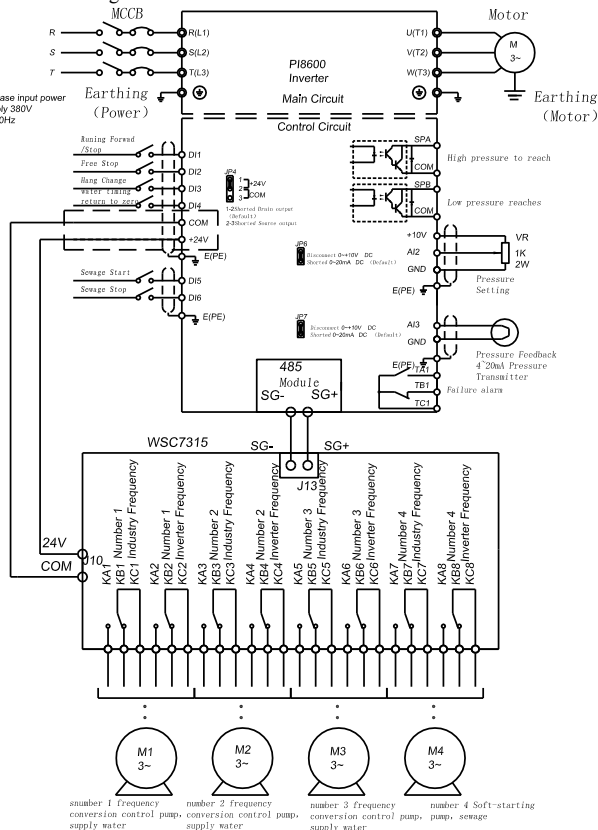 MCCB
Motor
R
R(L1)
U(T1)
S
S(L2)
V(T2)
T
T(L3)
W(T3)
M
3~
PI8600
Inverter
Main Circuit
ase input power
ly 380V
0Hz
Earthing
(Power)
Earthing
(Motor)
Control Circuit
Runing Forwad
/Stop
DI1
Free Stop
DI2
Hang Change
DI3
Water timing
return to zero
DI4
COM
+24V
E(PE)
Sewage Start
DI5
Sewage Stop
DI6
E(PE)
JP4
1
2
3
+24V
COM
1-2Shorted Drain output
(Default)
2-3Shorted Source output
SPA
COM
High pressure to reach
SPB
COM
Low pressure reaches
+10V
AI2
GND
E(PE)
VR
1K
2W
Pressure
Setting
JP6
Disconnect 0~+10V DC
Shorted 0~20mA DC (Default)
JP7
Disconnect 0~+10V DC
Shorted 0~20mA DC (Default)
AI3
GND
E(PE)
Pressure Feedback
4~20mA Pressure
Transmitter
TA1
TB1
TC1
Failure alarm
485
Module
SG-
SG+
WSC7315
SG-
SG+
J13
24V
COM
J10
KA1
KB1 Number 1
KC1 Industry Frequency
KA2
KB2 Number 1
KC2 Inverter Frequency
KA3
KB3 Number 2
KC3 Industry Frequency
KA4
KB4 Number 2
KC4 Inverter Frequency
KA5
KB5 Number 3
KC5 Industry Frequency
KA6
KB6 Number 3
KC6 Inverter Frequency
KA7
KB7 Number 4
KC7 Industry Frequency
KA8
KB8 Number 4
KC8 Inverter Frequency
M1
3~
M2
3~
M3
3~
M4
3~
snumber 1 frequency
conversion control pump,
supply water
number 2 frequency
conversion control pump,
supply water
number 3 frequency
conversion control pump,
supply water
number 4 Soft-starting
pump, sewage